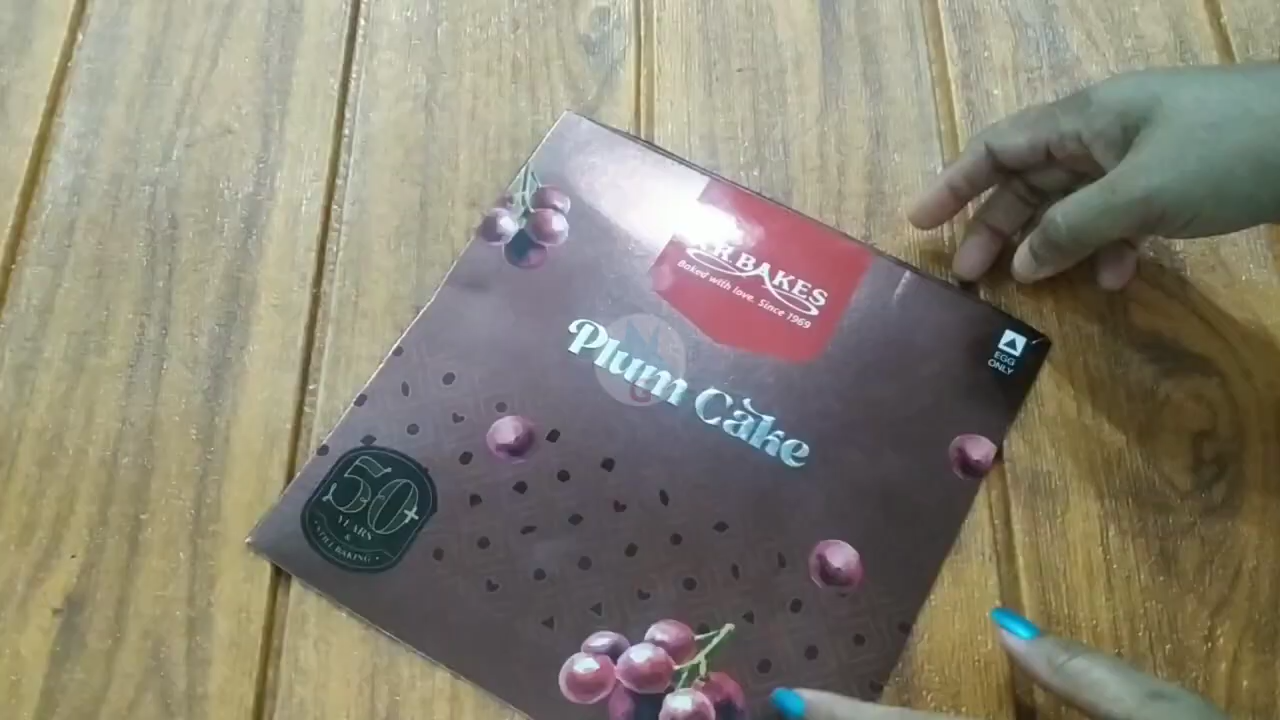 BAKES
Baked with love. Since 1969
Plum Cake
EGG
ONLY
50+
YEARS
&
STILL BAKING